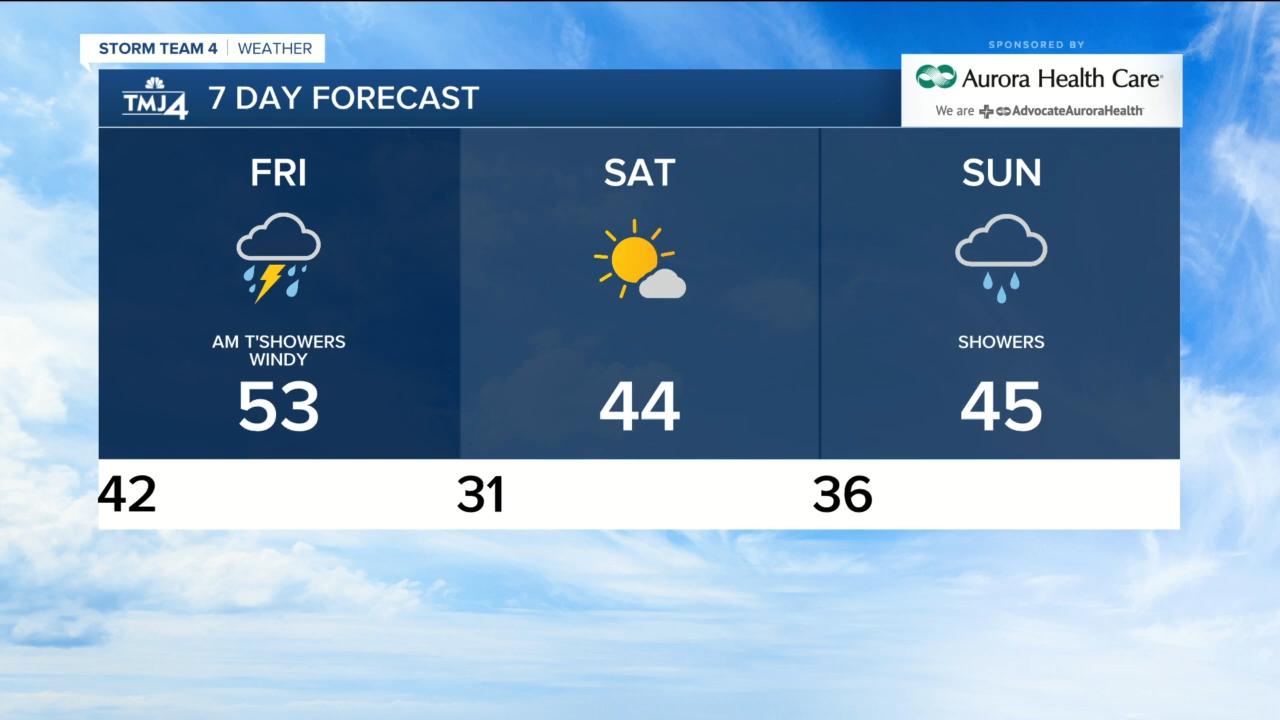 STORM TEAM 4 | WEATHER
SPONSORED BY
TMJ4 7 DAY FORECAST
Aurora Health Care®
We are AdvocateAuroraHealth™
FRI SAT SUN
AM T'SHOWERS SHOWERS
WINDY
53 44 45
42 31 36